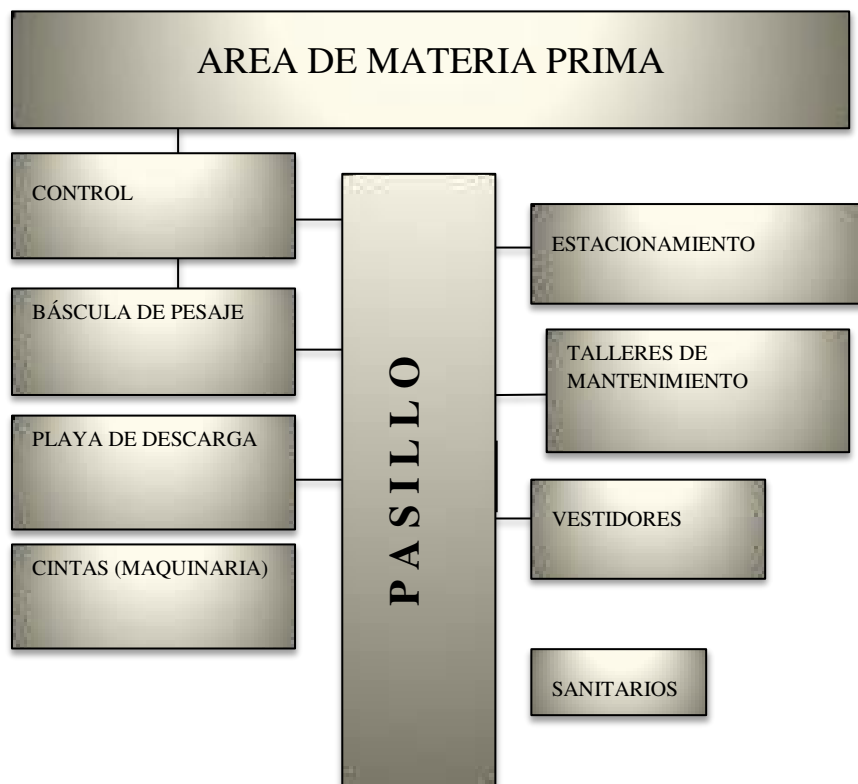 AREA DE MATERIA PRIMA
CONTROL
BÁSCULA DE PESAJE
PLAYA DE DESCARGA
CINTAS (MAQUINARIA)
P A S I L L O
ESTACIONAMIENTO
TALLERES DE
MANTENIMIENTO
VESTIDORES
SANITARIOS